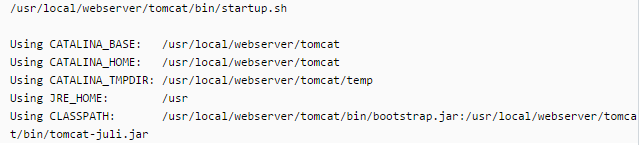 /usr/local/webserver/tomcat/bin/startup.sh
Using CATALINA_BASE:   /usr/local/webserver/tomcat
Using CATALINA_HOME:   /usr/local/webserver/tomcat
Using CATALINA_TMPDIR: /usr/local/webserver/tomcat/temp
Using JRE_HOME:        /usr
Using CLASSPATH:       /usr/local/webserver/tomcat/bin/bootstrap.jar:/usr/local/webserver/tomca
t/bin/tomcat-juli.jar